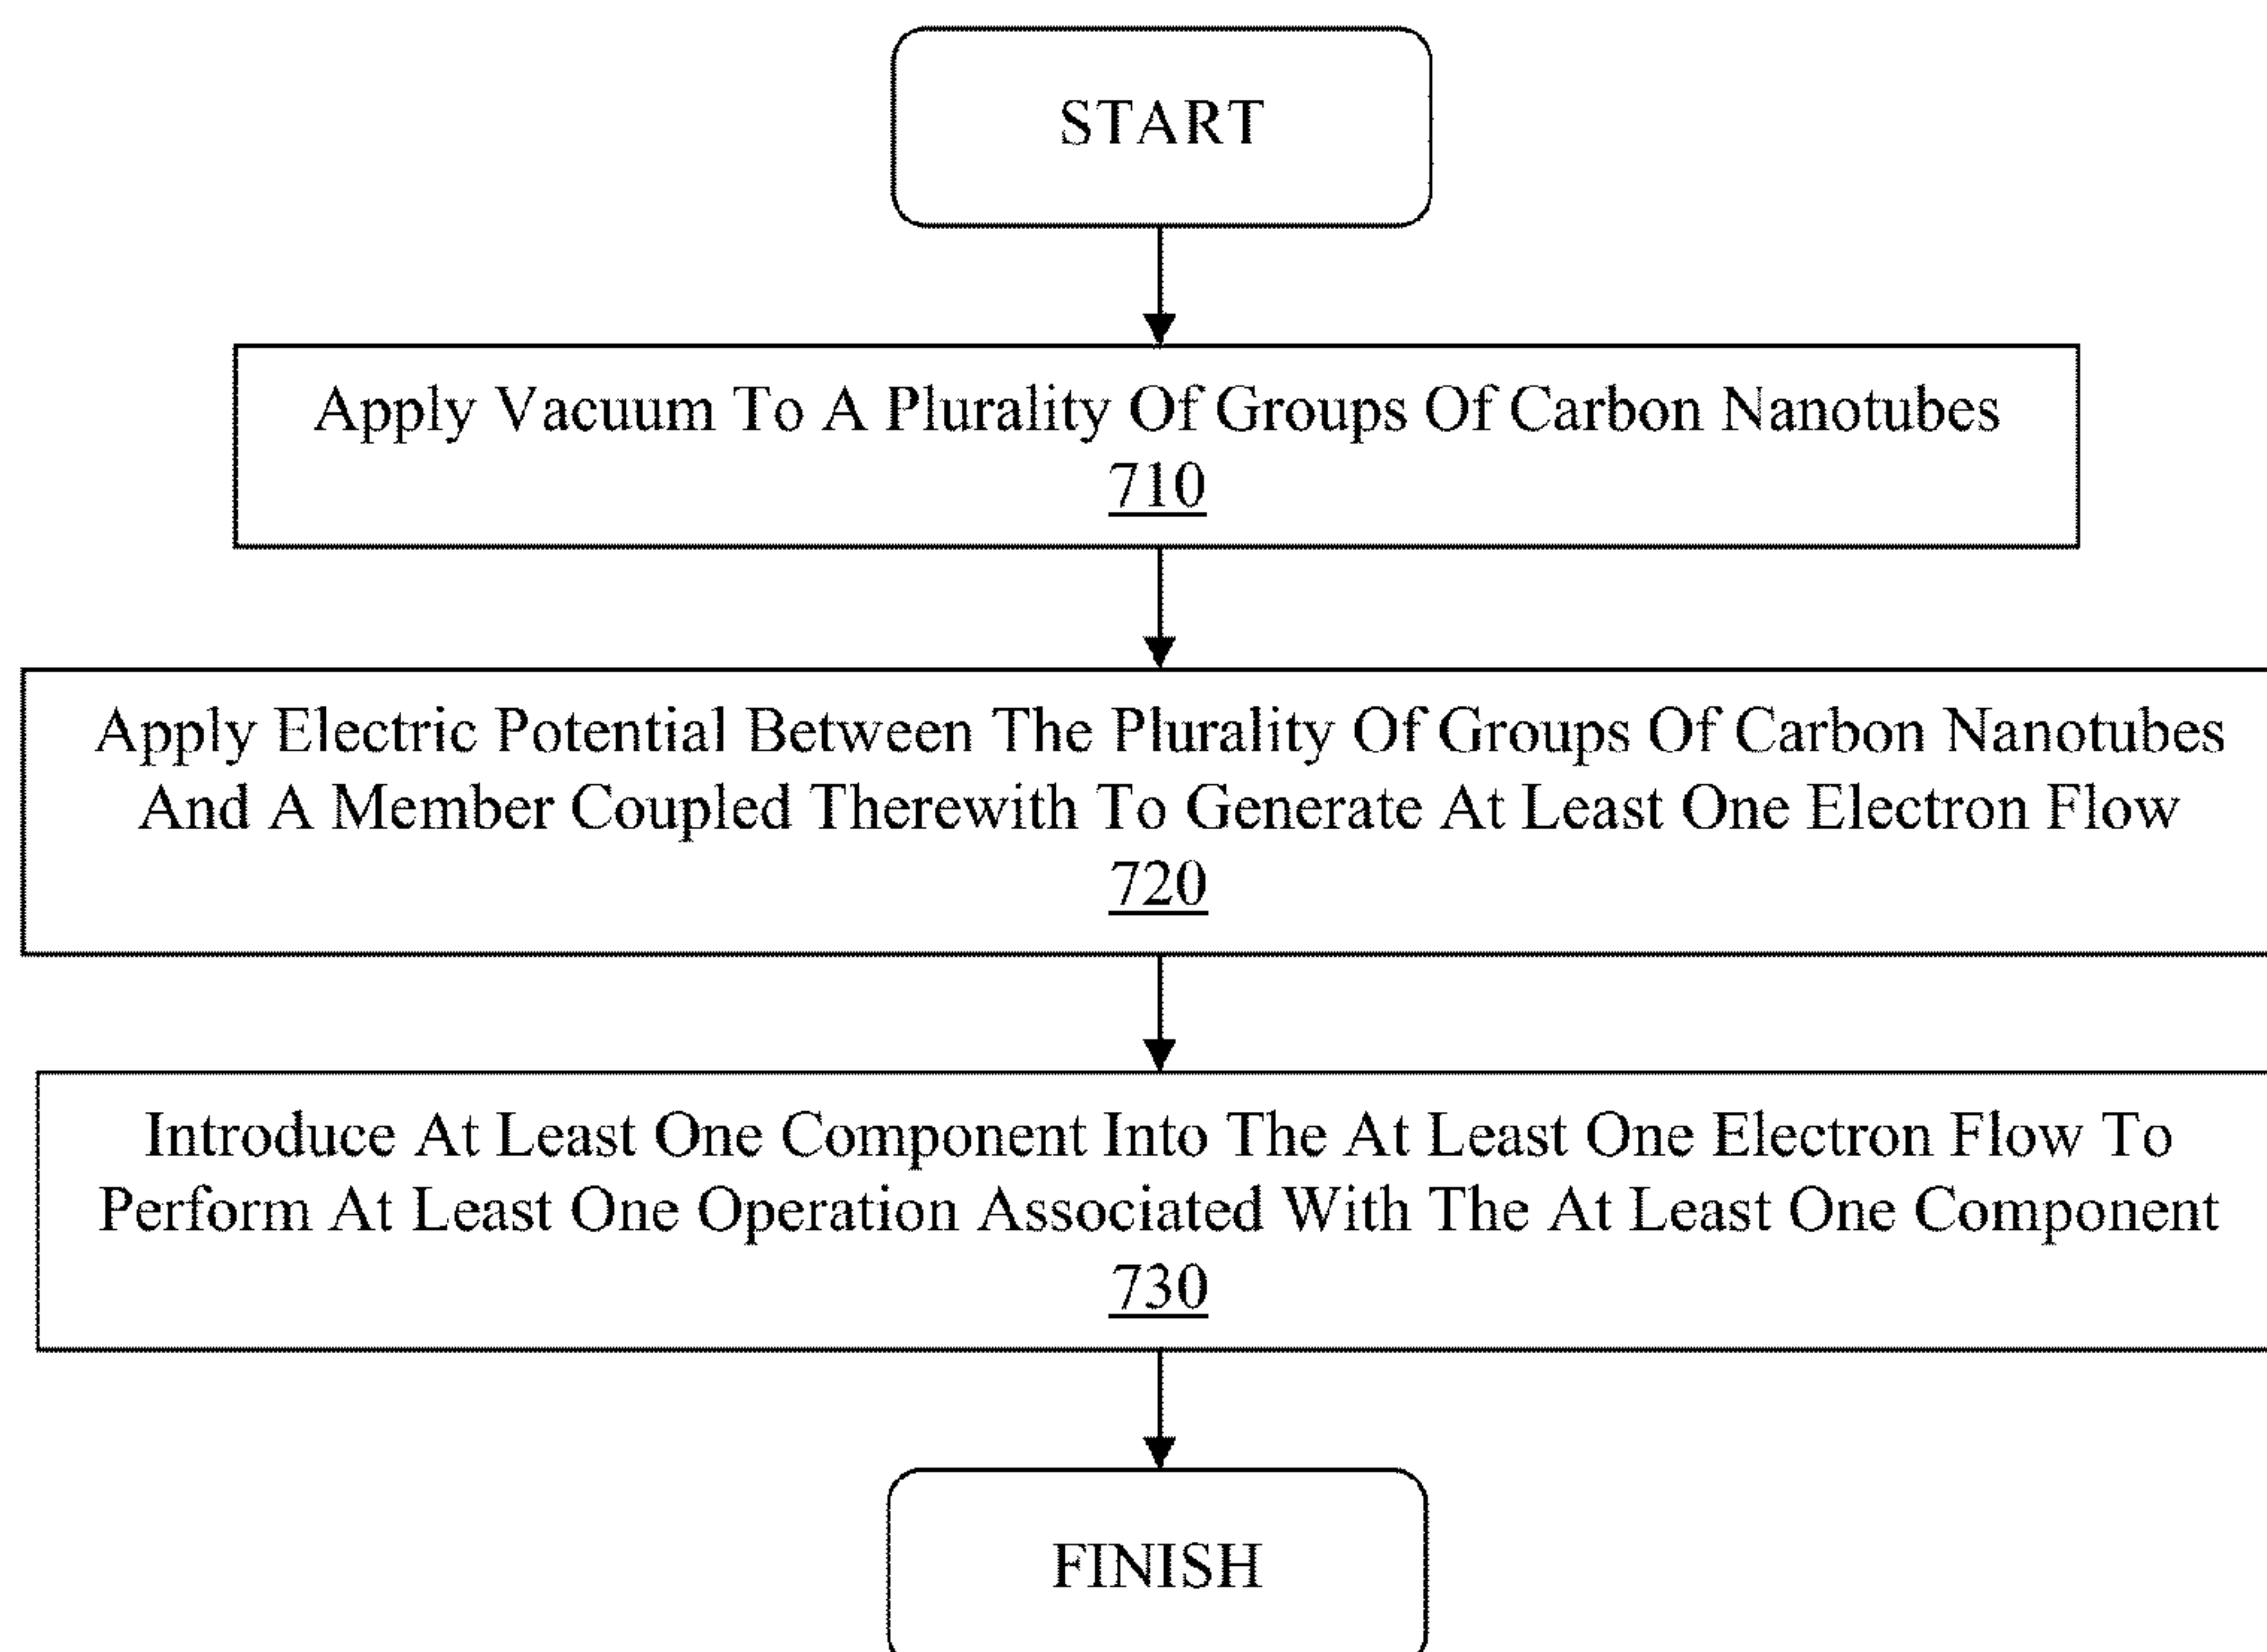 START
Apply Vacuum To A Plurality Of Groups Of Carbon Nanotubes
710
Apply Electric Potential Between The Plurality Of Groups Of Carbon Nanotubes
And A Member Coupled Therewith To Generate At Least One Electron Flow
720
Introduce At Least One Component Into The At Least One Electron Flow To
Perform At Least One Operation Associated With The At Least One Component
730
FINISH